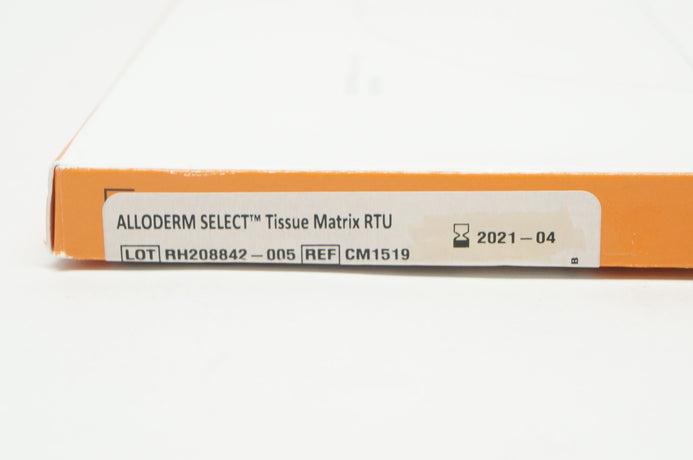 ALLODERM SELECT™ Tissue Matrix RTU
2021-04
LOT RH208842-005 REF CM1519
B